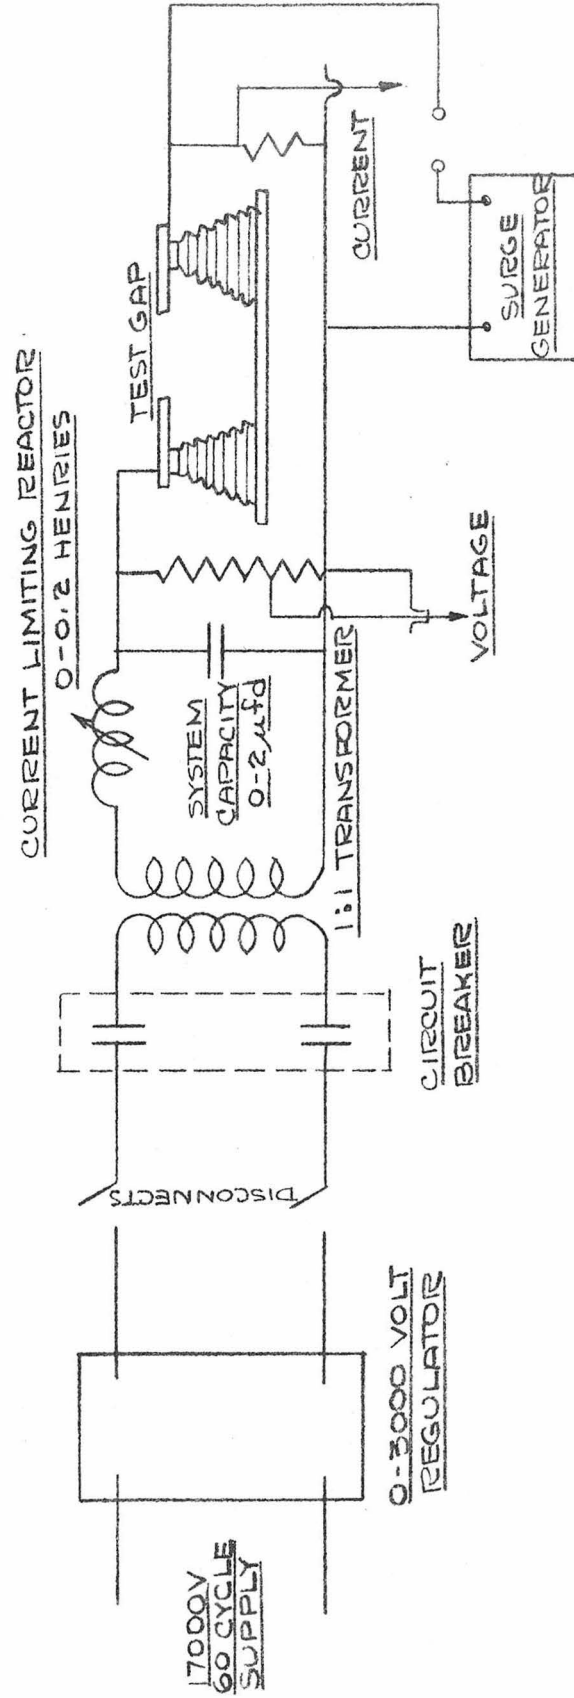 17000V
60 CYCLE
SUPPLY
0-3000 VOLT
REGULATOR
DISCONNECTS
CIRCUIT
BREAKER
1:1 TRANSFORMER
CURRENT LIMITING REACTOR
0-0.2 HENRIES
SYSTEM
CAPACITY
0-2μfd
VOLTAGE
TEST GAP
CURRENT
SURGE
GENERATOR